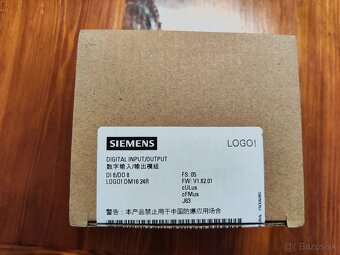 SIEMENS
LOGO!
DIGITAL INPUT/OUTPUT
数字输入/输出模组
DI 8/DO 8
FS: 05
LOGO! DM16 24R
FW: V1.02.01
cULus
cFMus
J63
警告:本产品禁止用于中国防爆应用场合
© Bazos.sk